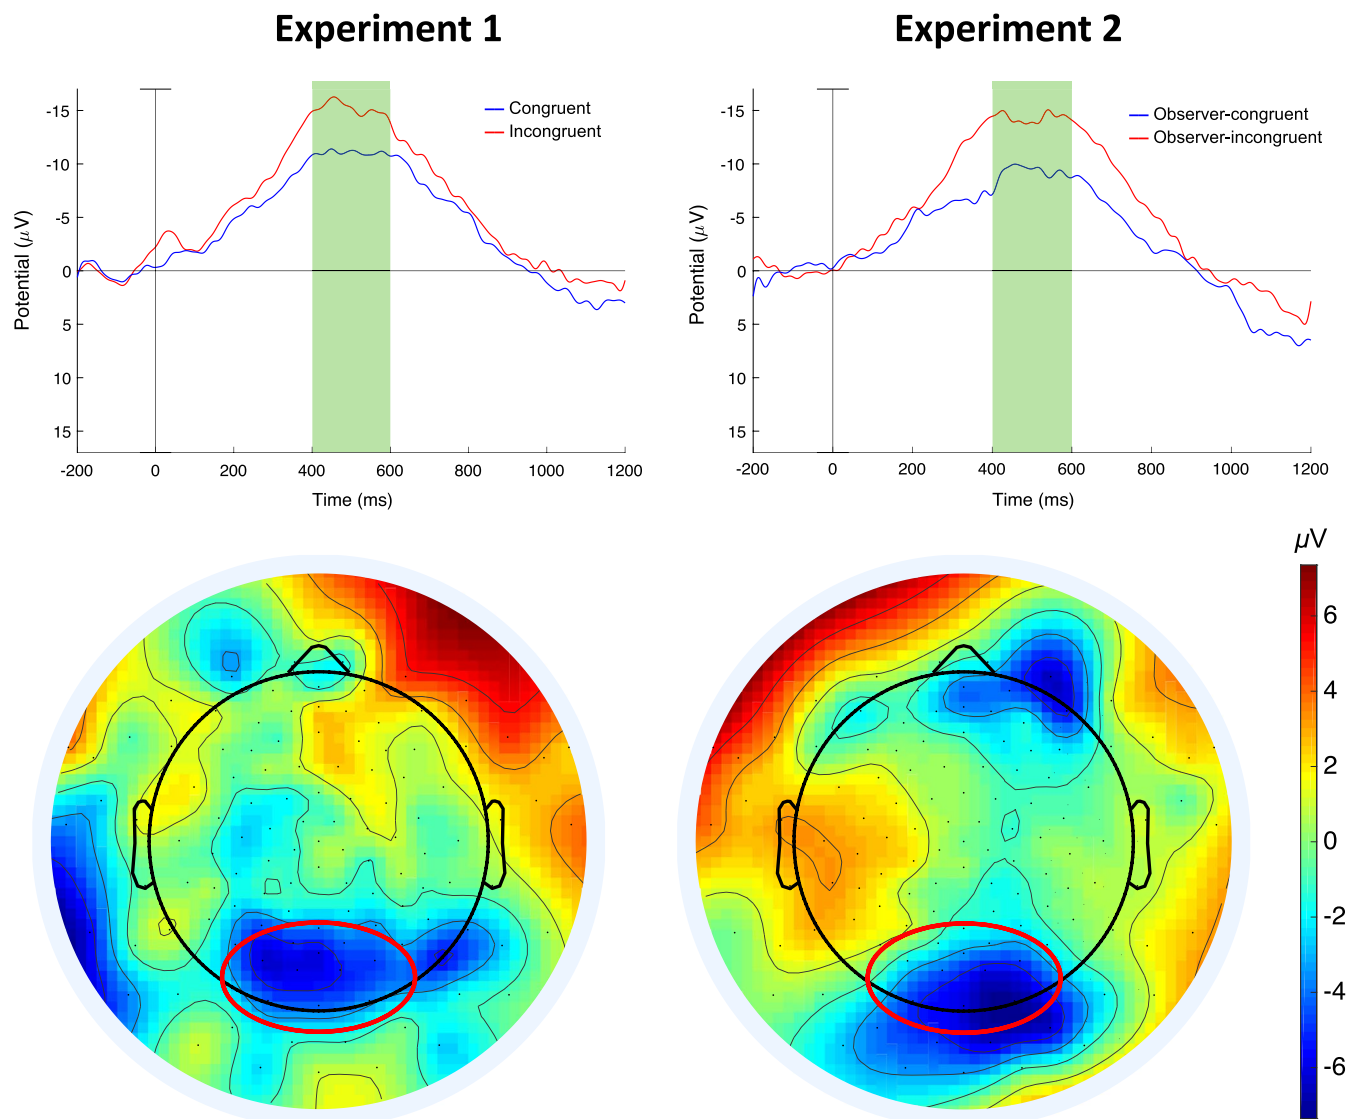 Experiment 1
Experiment 2
-15
-10
-5
0
5
10
15
Potential (μV)
Congruent
Incongruent
-200 0 200 400 600 800 1000 1200
Time (ms)
-15
-10
-5
0
5
10
15
Potential (μV)
Observer-congruent
Observer-incongruent
-200 0 200 400 600 800 1000 1200
Time (ms)
μV
6
4
2
0
-2
-4
-6